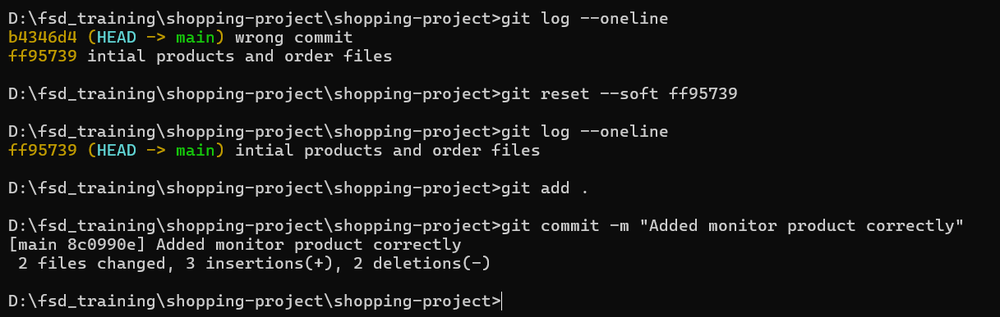 D:\fsd_training\shopping-project\shopping-project>git log --oneline
b4346d4 (HEAD -> main) wrong commit
ff95739 intial products and order files
D:\fsd_training\shopping-project\shopping-project>git reset --soft ff95739
D:\fsd_training\shopping-project\shopping-project>git log --oneline
ff95739 (HEAD -> main) intial products and order files
D:\fsd_training\shopping-project\shopping-project>git add .
D:\fsd_training\shopping-project\shopping-project>git commit -m "Added monitor product correctly"
[main 8c0990e] Added monitor product correctly
 2 files changed, 3 insertions(+), 2 deletions(-)
D:\fsd_training\shopping-project\shopping-project>